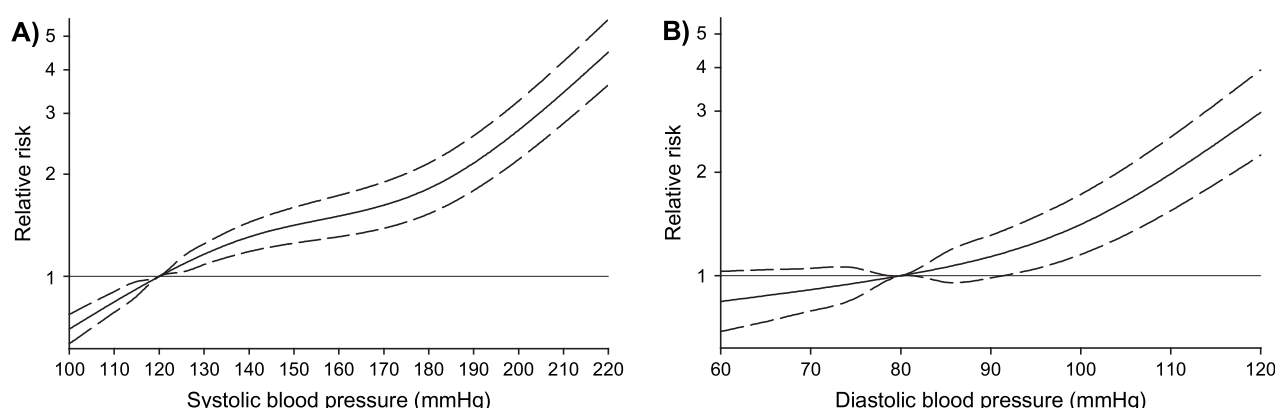 A)
5
4
3
2
1
Relative risk
100 110 120 130 140 150 160 170 180 190 200 210 220
Systolic blood pressure (mmHg)
B)
5
4
3
2
1
Relative risk
60 70 80 90 100 110 120
Diastolic blood pressure (mmHg)